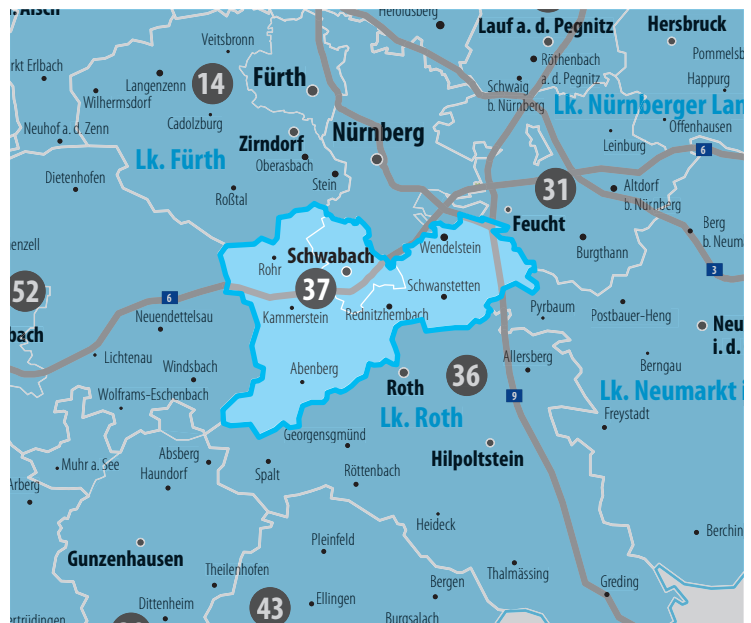 Veitsbronn
Lauf a. d. Pegnitz
Hersbruck
Pommelsb
Röthenbach
a. d. Pegnitz
Langenzenn
14
Fürth
Schwaig
b. Nürnberg
Happurg
Wilhermsdorf
Lk. Nürnberger Lan
Cadolzburg
Offenhausen
Neuhof a. d. Zenn
Zirndorf
Nürnberg
Leinburg
6
Lk. Fürth
Oberasbach
Dietenhofen
Stein
31
Altdorf
b. Nürnberg
Roßtal
Feucht
Berg
b. Neum
Wendelstein
Burgthann
Schwabach
Rohr
3
52
6
37
Schwanstetten
Neuendettelsau
Kammerstein
Rednitzhembach
Pyrbaum
Postbauer-Heng
Neu
i. d.
bach
Lichtenau
Allersberg
Windsbach
Abenberg
Roth
36
Berngau
Wolframs-Eschenbach
9
Lk. Neumarkt i
Lk. Roth
Freystadt
Georgensgmünd
Hilpoltstein
Absberg
Muhr a. See
Haundorf
Spalt
Röttenbach
Arberg
Heideck
Berching
Pleinfeld
Gunzenhausen
Theilenhofen
Thalmässing
Bergen
Greding
Dittenheim
43
Ellingen
Burgsalach